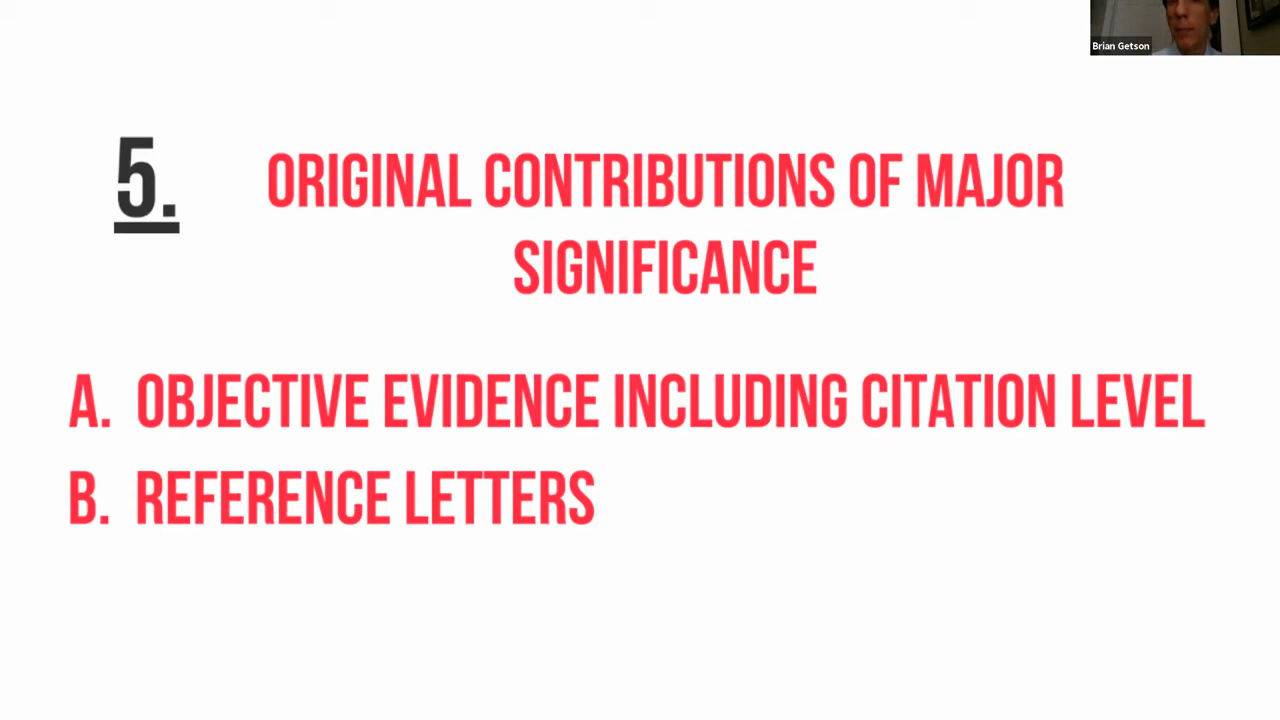 Brian Getson
5. ORIGINAL CONTRIBUTIONS OF MAJOR
SIGNIFICANCE
A. OBJECTIVE EVIDENCE INCLUDING CITATION LEVEL
B. REFERENCE LETTERS